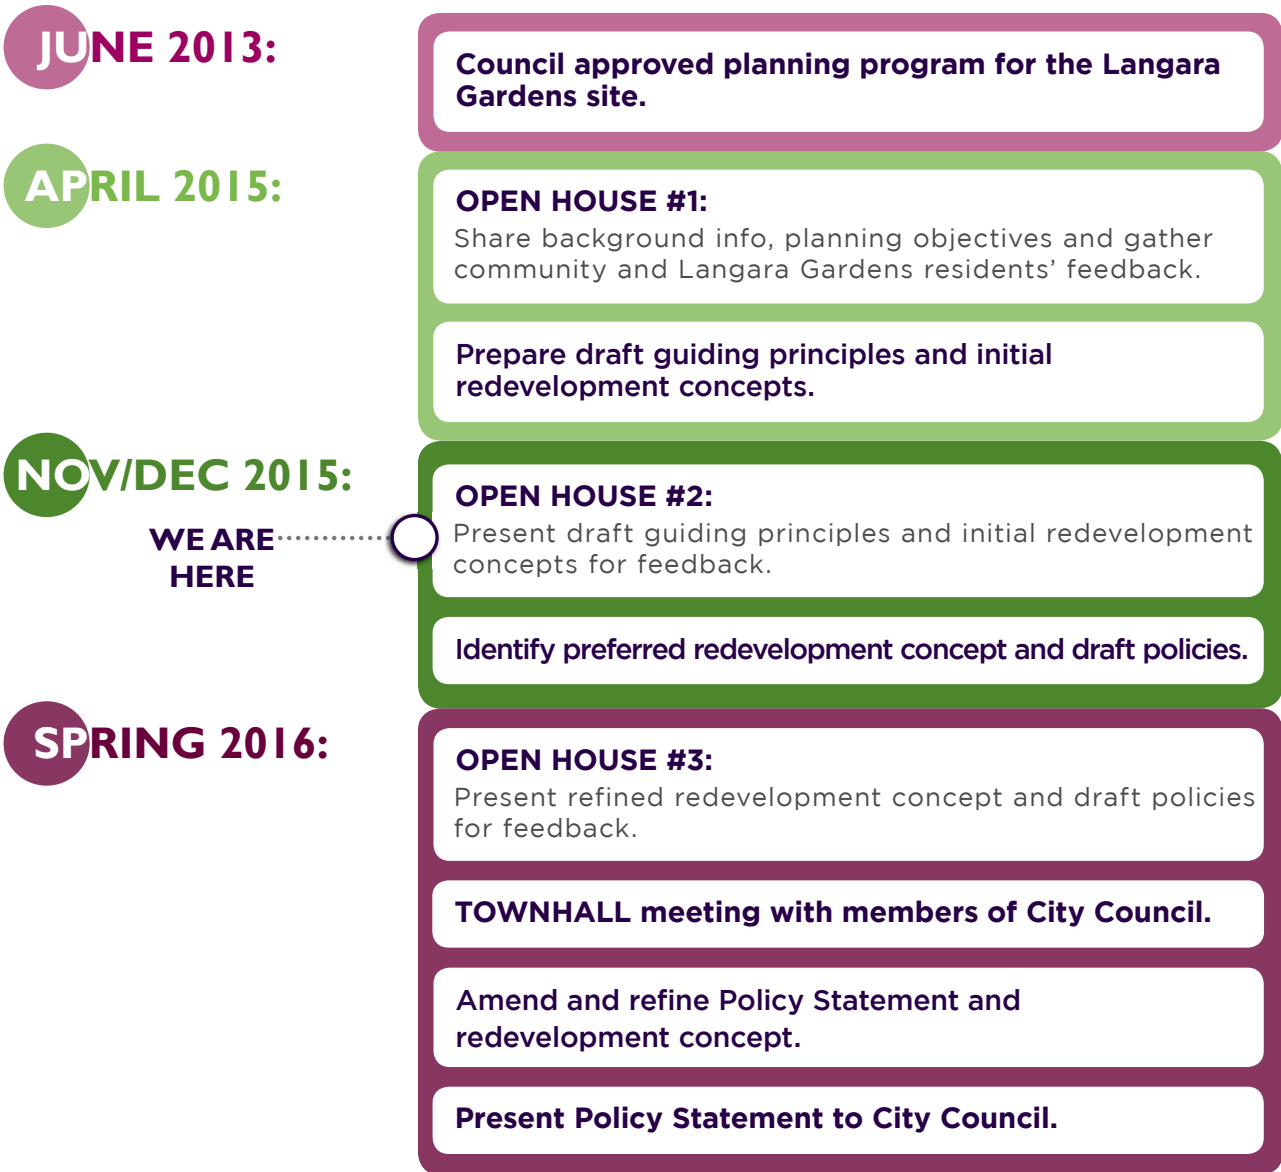 JUNE 2013:
Council approved planning program for the Langara
Gardens site.
APRIL 2015:
OPEN HOUSE #1:
Share background info, planning objectives and gather
community and Langara Gardens residents’ feedback.
Prepare draft guiding principles and initial
redevelopment concepts.
NOV/DEC 2015:
WE ARE
HERE
OPEN HOUSE #2:
Present draft guiding principles and initial redevelopment
concepts for feedback.
Identify preferred redevelopment concept and draft policies.
SPRING 2016:
OPEN HOUSE #3:
Present refined redevelopment concept and draft policies
for feedback.
TOWNHALL meeting with members of City Council.
Amend and refine Policy Statement and
redevelopment concept.
Present Policy Statement to City Council.